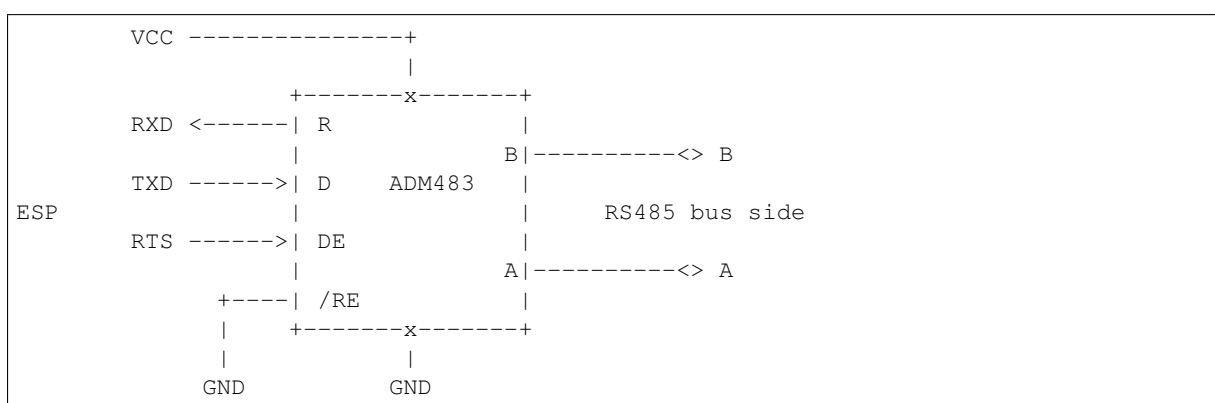 VCC ---------------+
|
+-------x-------+
RXD <------| R |
| B|----------<> B
TXD ------>| D ADM483 |
ESP | | RS485 bus side
RTS ------>| DE |
| A|----------<> A
+----| /RE |
| +-------x-------+
| |
GND GND